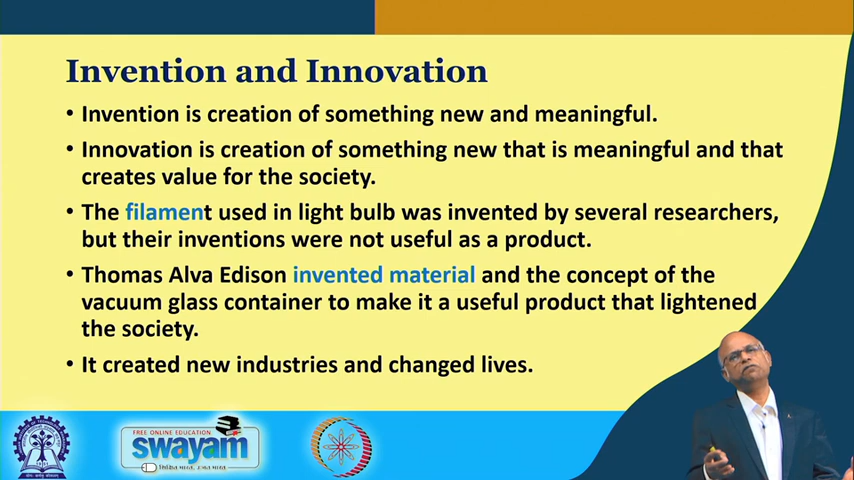 Invention and Innovation
• Invention is creation of something new and meaningful.
• Innovation is creation of something new that is meaningful and that
creates value for the society.
• The filament used in light bulb was invented by several researchers,
but their inventions were not useful as a product.
• Thomas Alva Edison invented material and the concept of the
vacuum glass container to make it a useful product that lightened
the society.
• It created new industries and changed lives.
FREE ONLINE EDUCATION
swayam
शिक्षित भारत, उन्नत भारत